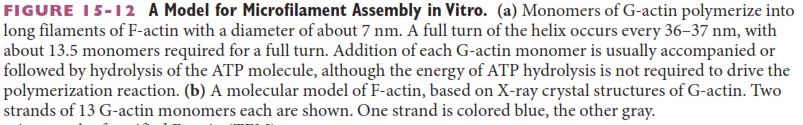 FIGURE 15-12 A Model for Microfilament Assembly in Vitro. (a) Monomers of G-actin polymerize into
long filaments of F-actin with a diameter of about 7 nm. A full turn of the helix occurs every 36–37 nm, with
about 13.5 monomers required for a full turn. Addition of each G-actin monomer is usually accompanied or
followed by hydrolysis of the ATP molecule, although the energy of ATP hydrolysis is not required to drive the
polymerization reaction. (b) A molecular model of F-actin, based on X-ray crystal structures of G-actin. Two
strands of 13 G-actin monomers each are shown. One strand is colored blue, the other gray.